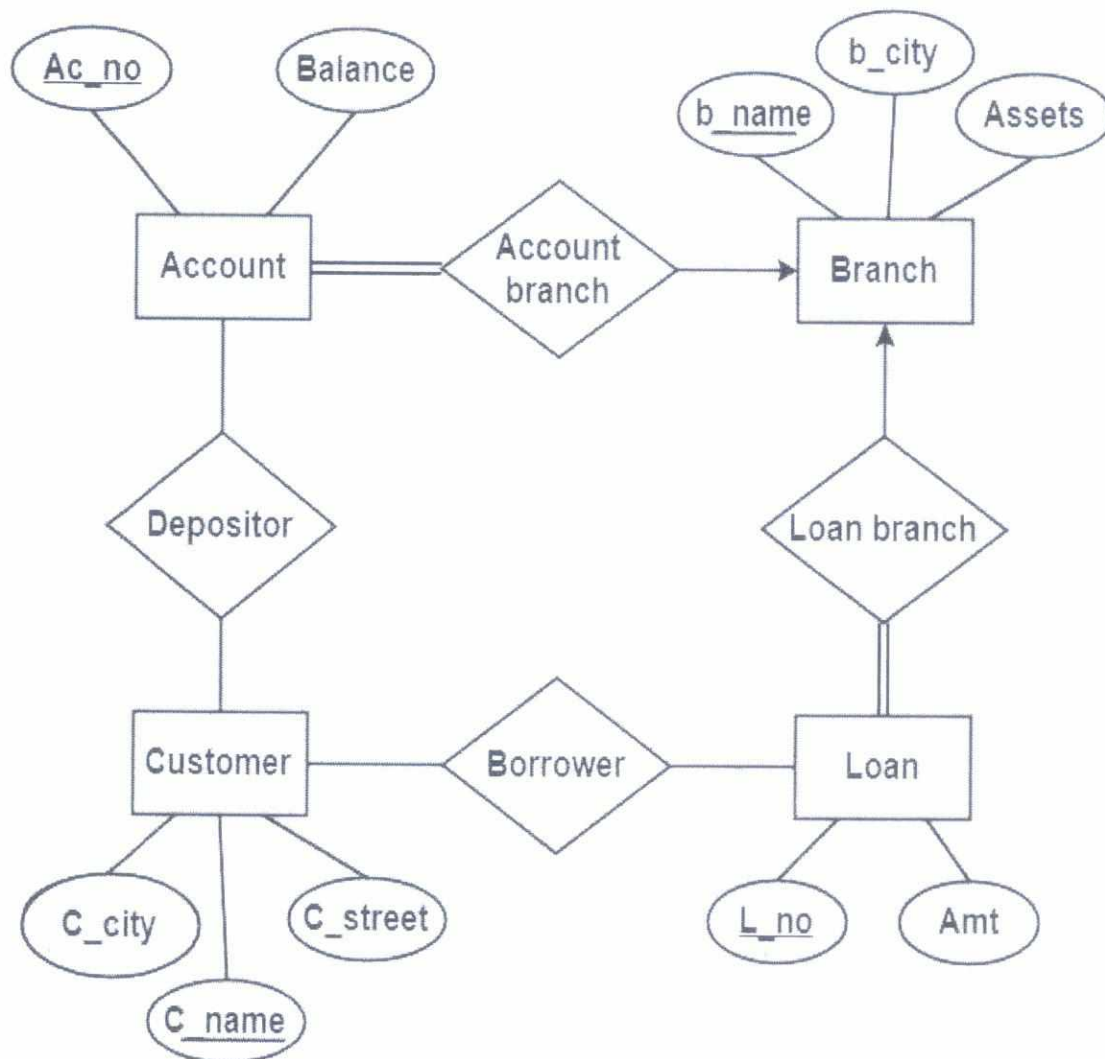 b_city
Ac_no
Balance
b_name
Assets
Account
Account
branch
Branch
Depositor
Loan branch
Customer
Borrower
Loan
C_city
C_street
L_no
Amt
C_name